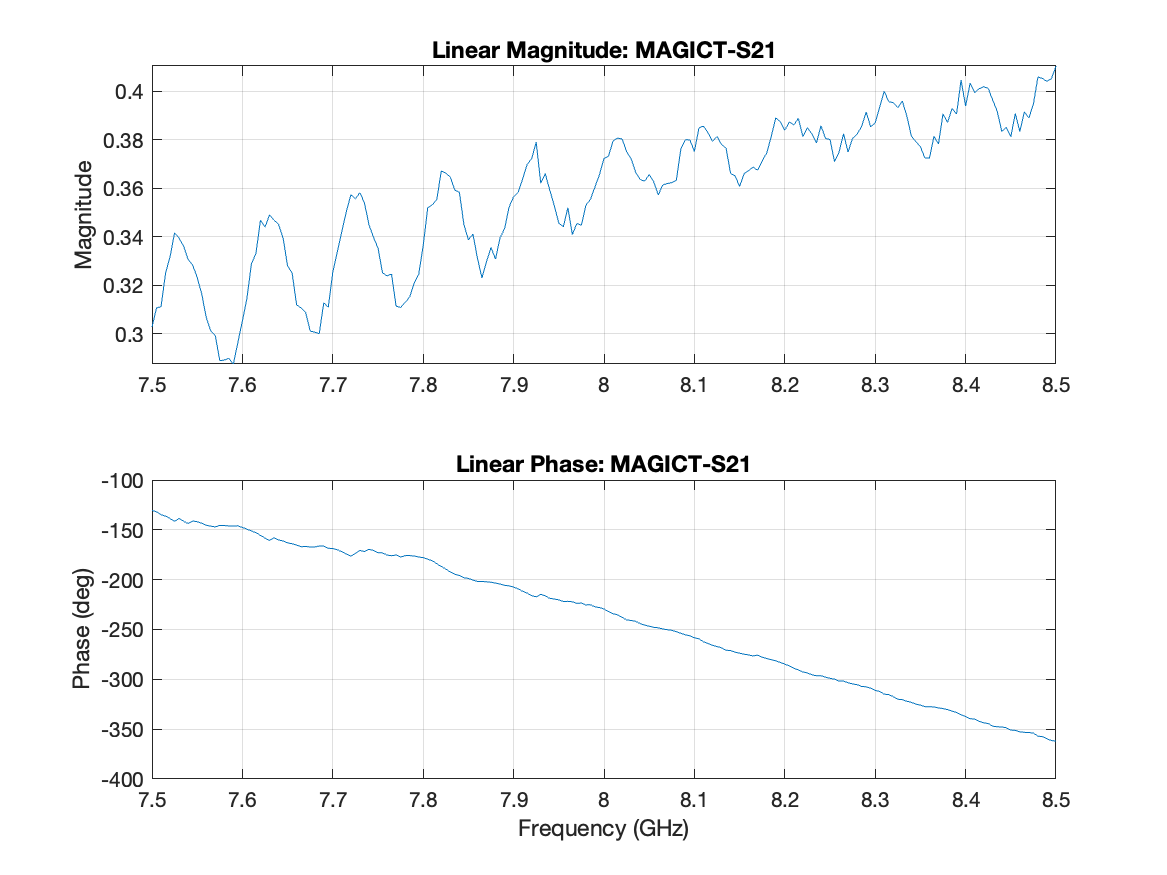 Linear Magnitude: MAGICT-S21
Magnitude
0.4
0.38
0.36
0.34
0.32
0.3
7.5 7.6 7.7 7.8 7.9 8 8.1 8.2 8.3 8.4 8.5
Linear Phase: MAGICT-S21
Phase (deg)
-100
-150
-200
-250
-300
-350
-400
7.5 7.6 7.7 7.8 7.9 8 8.1 8.2 8.3 8.4 8.5
Frequency (GHz)